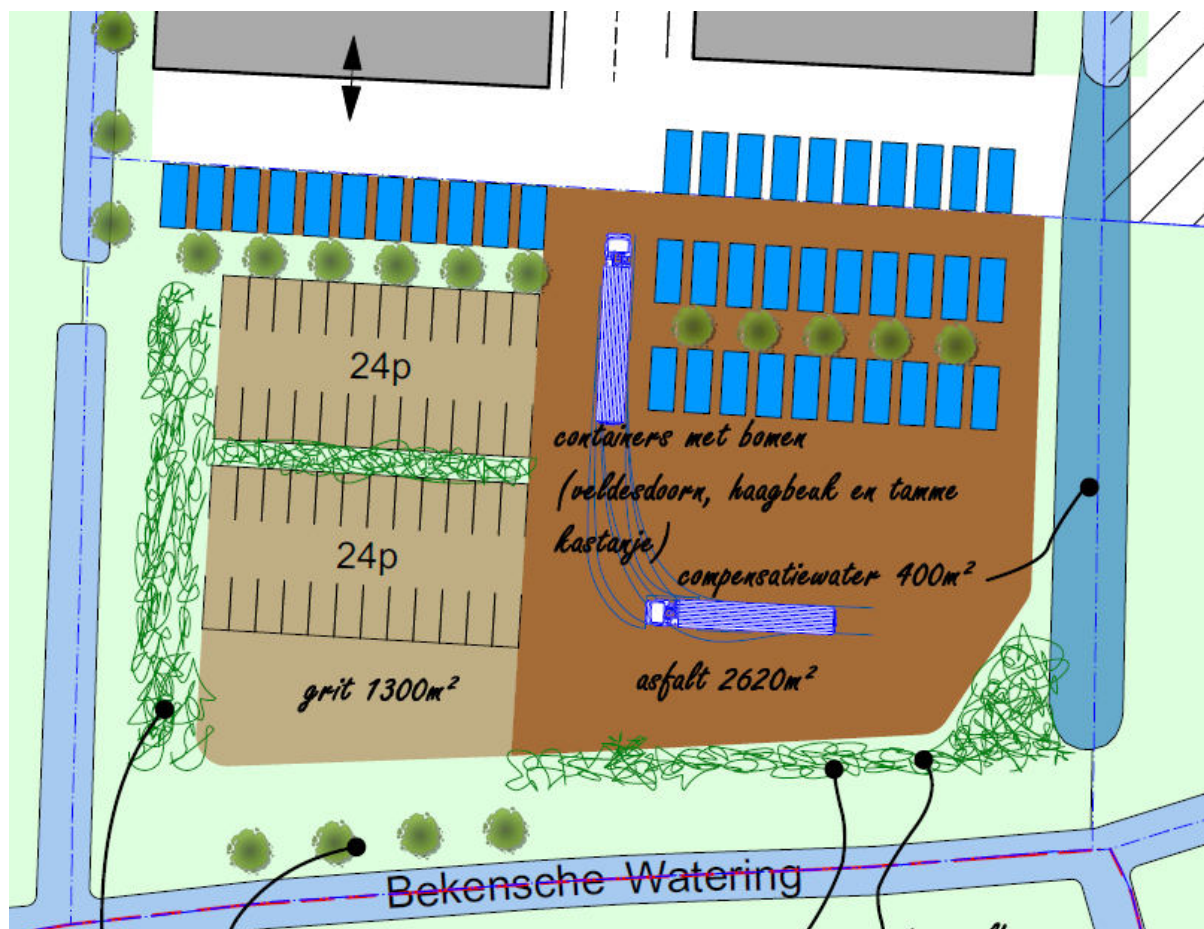 24p
containers met bomen
(veldesdoorn, haagbeuk en tamme
kastanje)
24p
compensatiewater 400m²
grit 1300m²
asfalt 2620m²
Bekensche Watering